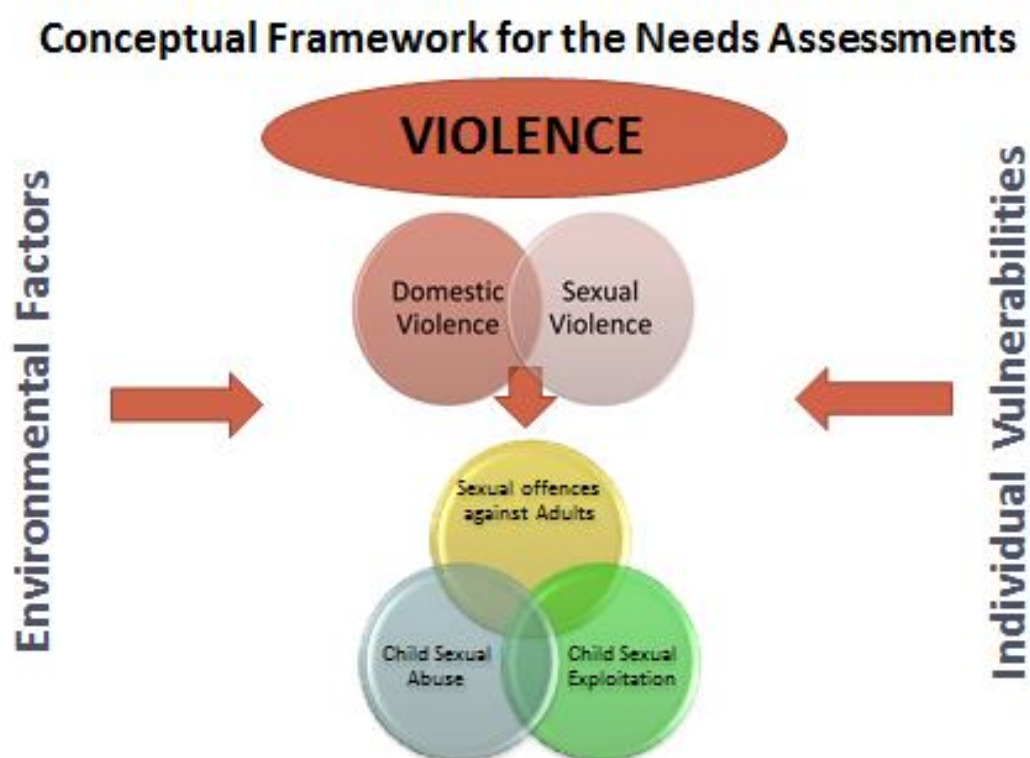 Conceptual Framework for the Needs Assessments
VIOLENCE
Environmental Factors
Domestic
Violence
Sexual
Violence
Individual Vulnerabilities
Sexual offences
against Adults
Child Sexual
Abuse
Child Sexual
Exploitation